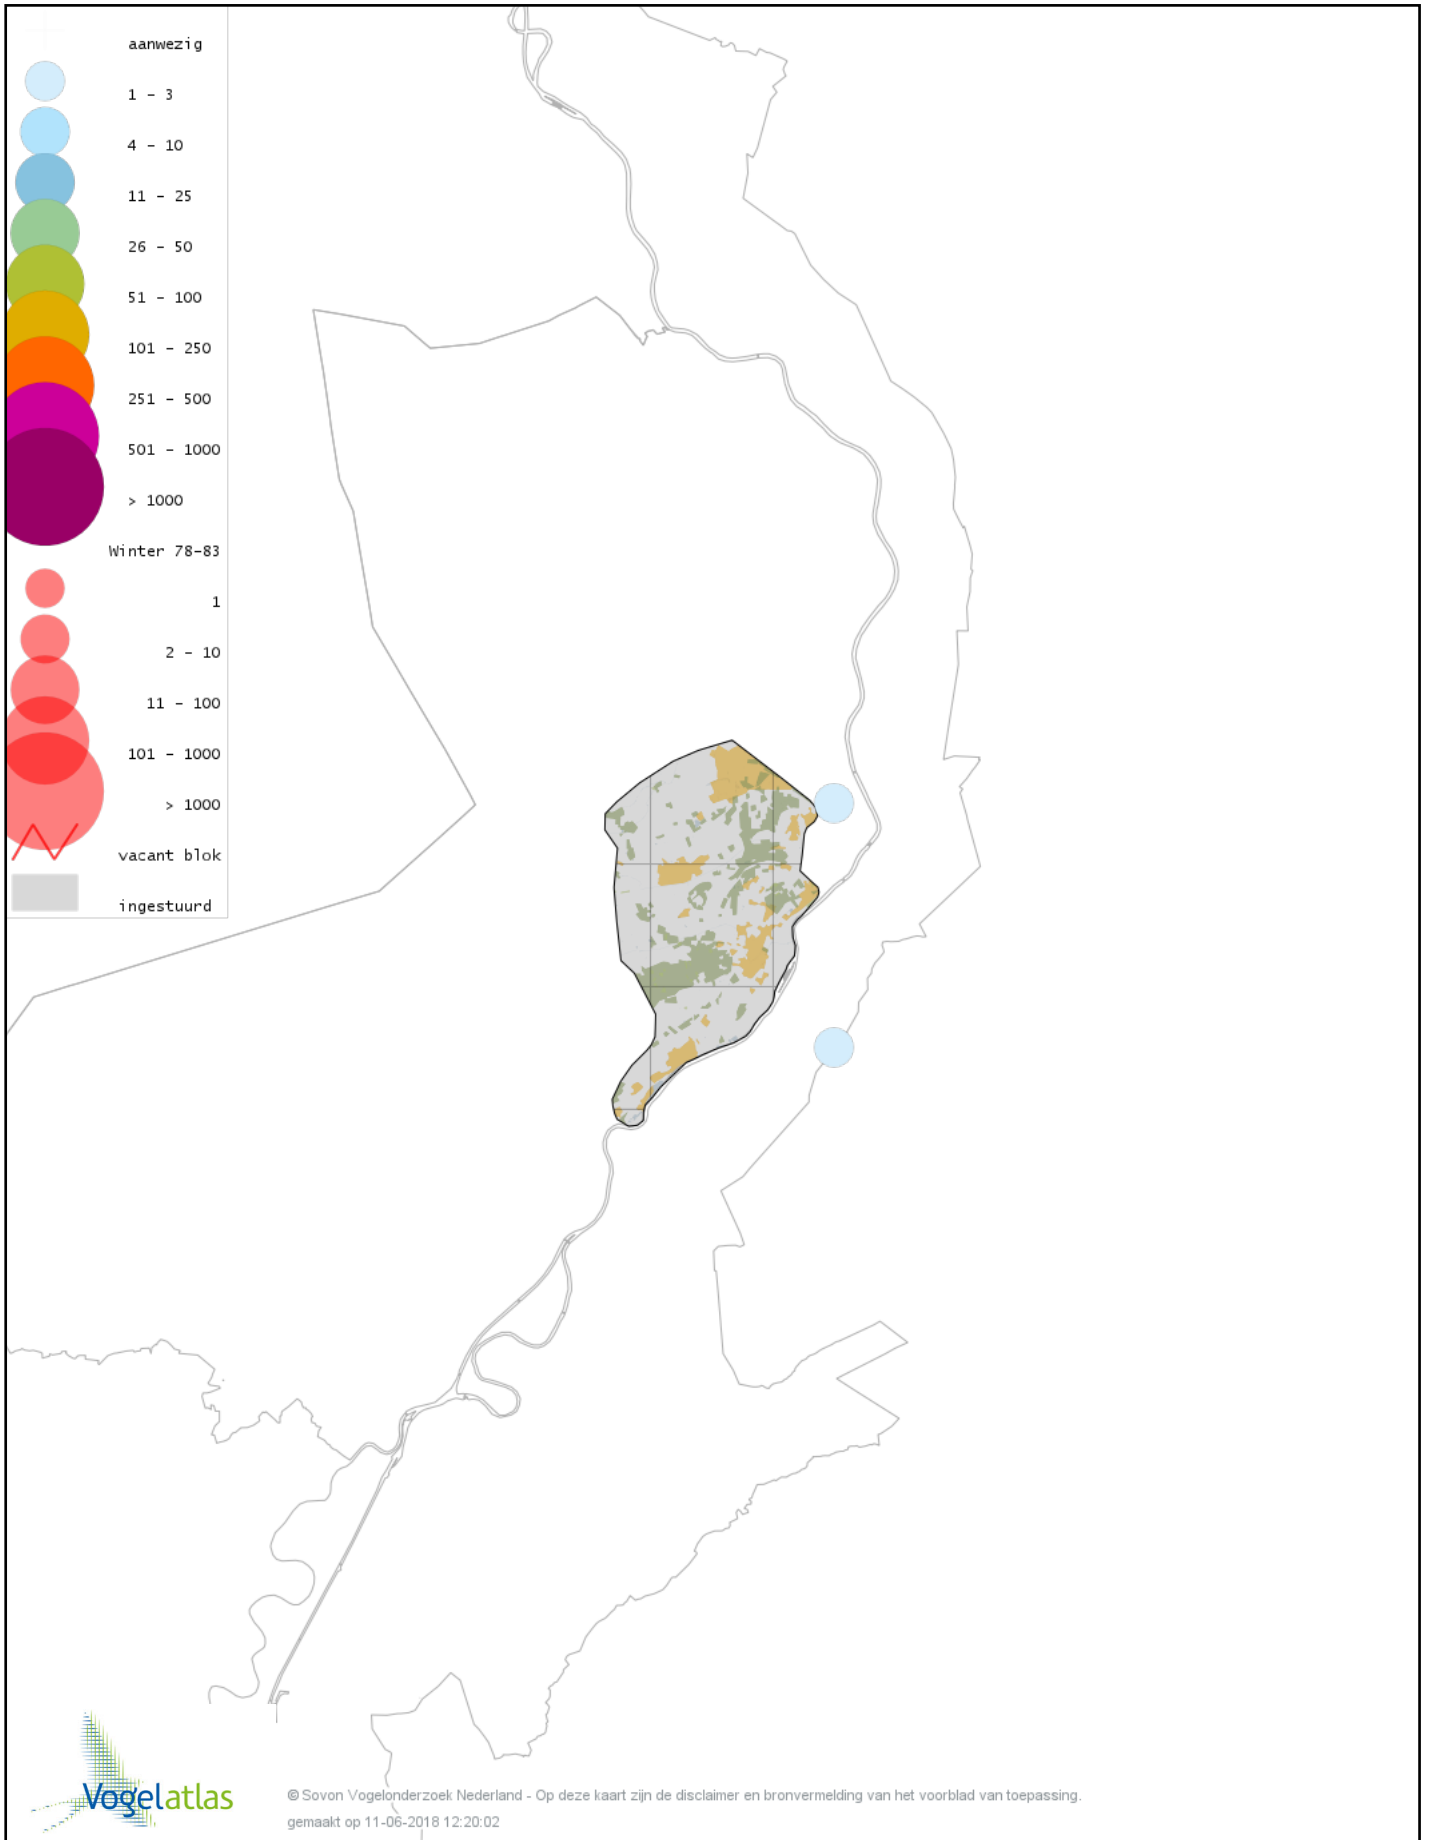 aanwezig
1 - 3
4 - 10
11 - 25
26 - 50
51 - 100
101 - 250
251 - 500
501 - 1000
> 1000
Winter 78-83
1
2 - 10
11 - 100
101 - 1000
> 1000
vacant blok
ingestuurd
Vogelatlas
© Sovon Vogelonderzoek Nederland - Op deze kaart zijn de disclaimer en bronvermelding van het voorblad van toepassing.
gemaakt op 11-06-2018 12:20:02